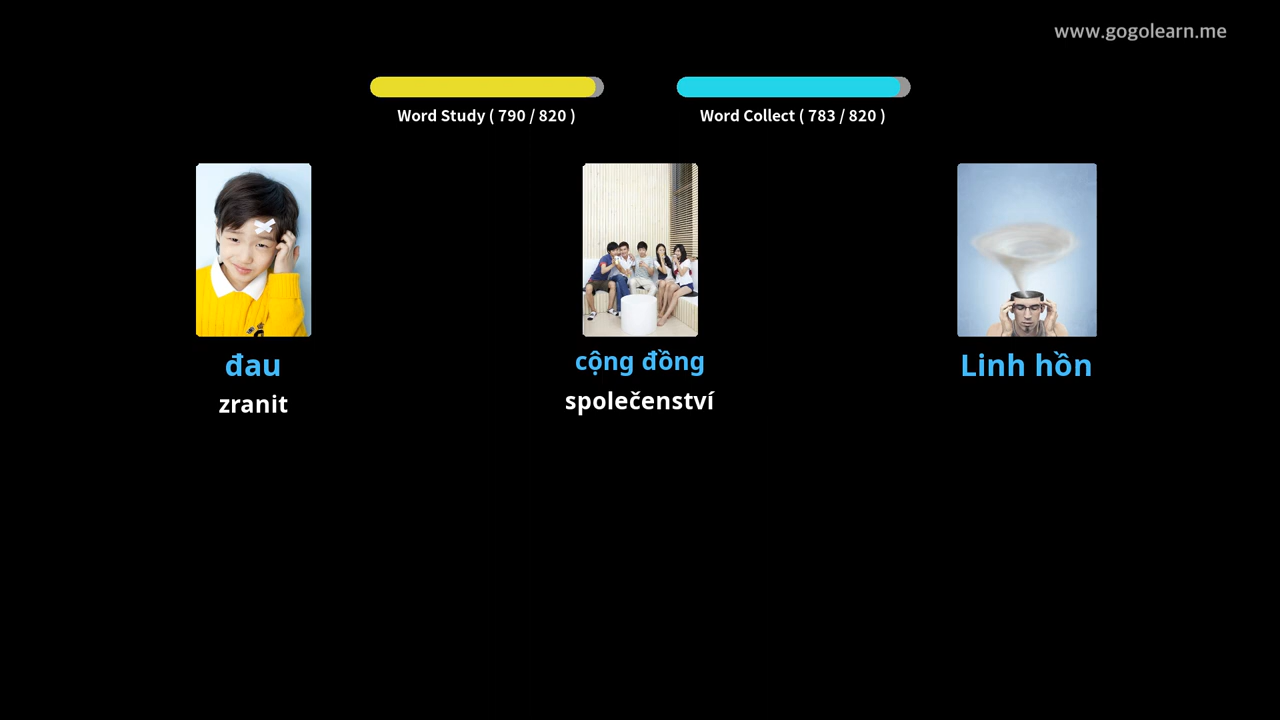 www.gogolearn.me
Word Study ( 790 / 820 )
Word Collect ( 783 / 820 )
đau
zranit
cộng đồng
společenství
Linh hồn